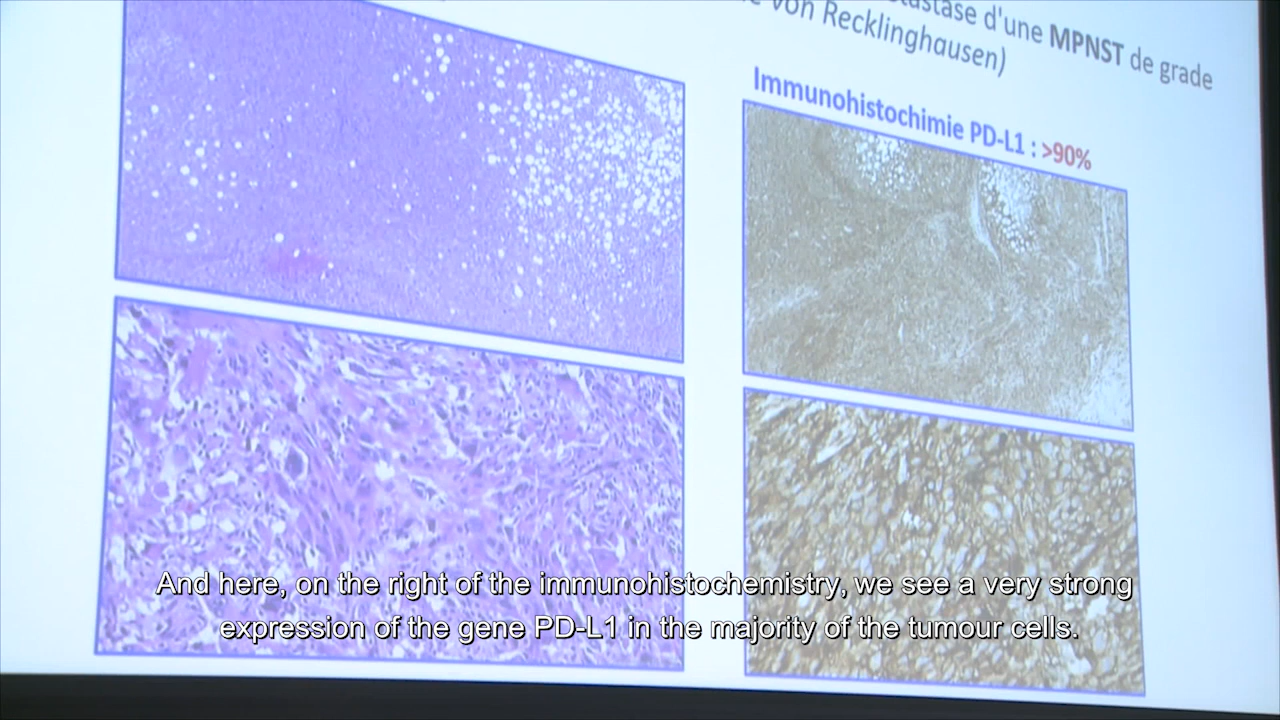 d'une MPNST de grade
von Recklinghausen)
Immunohistochimie PD-L1 : >90%
And here, on the right of the immunohistochemistry, we see a very strong
expression of the gene PD-L1 in the majority of the tumour cells.